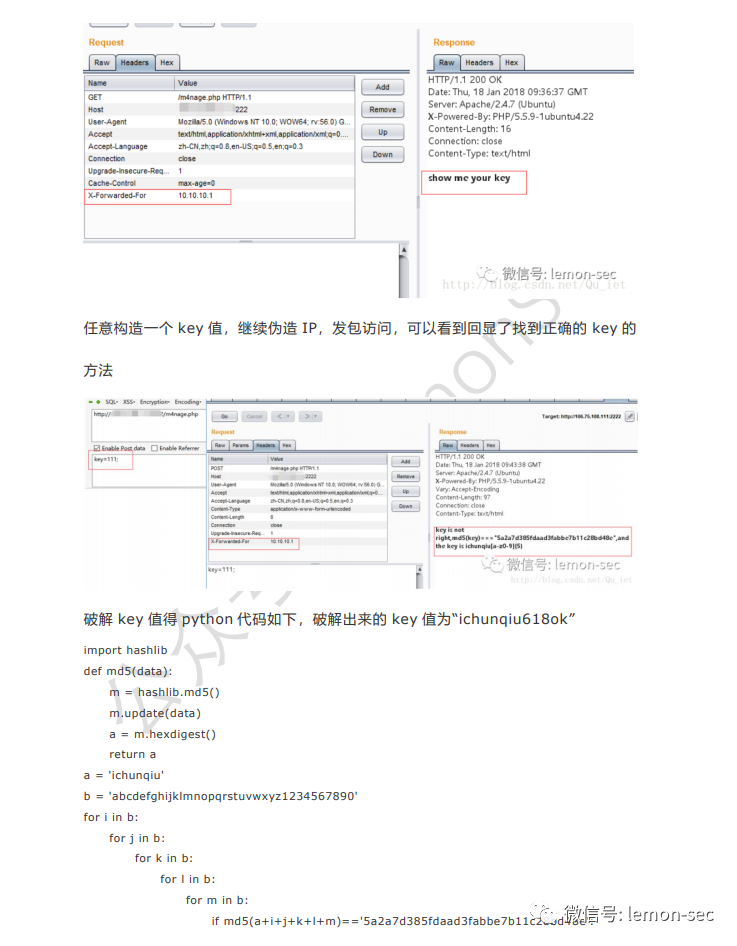 Request
Response
Raw Headers Hex
Raw Headers Hex
Name Value
GET /m4nage.php HTTP/1.1
Host :222
User-Agent Mozilla/5.0 (Windows NT 10.0; WOW64; rv:51.0) G...
Accept text/html,application/xhtml+xml,application/xml;q=0....
Accept-Language zh-CN,zh;q=0.8,en-US;q=0.5,en;q=0.3
Connection close
Upgrade-Insecure-Req... 1
Cache-Control max-age=0
X-Forwarded-For 10.10.10.1
Add
Remove
Up
Down
HTTP/1.1 200 OK
Date: Thu, 18 Jan 2018 09:36:37 GMT
Server: Apache/2.4.7 (Ubuntu)
X-Powered-By: PHP/5.5.9-1ubuntu4.22
Content-Length: 16
Connection: close
Content-Type: text/html
show me your key
微信号: lemon-sec
http://blog.csdn.net/Qu_iet
任意构造一个 key 值，继续伪造 IP，发包访问，可以看到回显了找到正确的 key 的
方法
SQL- XSS- Encryption- Encoding-
http:// /m4nage.php
Enable Post data Enable Referrer
key=111;
Go Cancel < >
Target: http://106.75.108.111:2222
Request
Response
Raw Params Headers Hex
Raw Headers Hex
Name Value
POST /m4nage.php HTTP/1.1
Host :2222
User-Agent Mozilla/5.0 (Windows NT 10.0; WOW64; rv:51.0) G...
Accept text/html,application/xhtml+xml,application/xml;q=0....
Accept-Language zh-CN,zh;q=0.8,en-US;q=0.5,en;q=0.3
Content-Type application/x-www-form-urlencoded
Content-Length 8
Connection close
Upgrade-Insecure-Req... 1
X-Forwarded-For 10.10.10.1
Add
Remove
Up
Down
key=111;
HTTP/1.1 200 OK
Date: Thu, 18 Jan 2018 09:43:38 GMT
X-Powered-By: PHP/5.5.9-1ubuntu4.22
Vary: Accept-Encoding
Content-Length: 97
Connection: close
Content-Type: text/html
key is not
right,md5(key)==="5a2a7d385fdaad3fabbe7b11c28bd48e",and
the key is ichunqiu[a-z0-9]{5}
微信号: lemon-sec
http://blog.csdn.net/Qu_iet
破解 key 值得 python 代码如下，破解出来的 key 值为“ichunqiu618ok”
import hashlib
def md5(data):
m = hashlib.md5()
m.update(data)
a = m.hexdigest()
return a
a = 'ichunqiu'
b = 'abcdefghijklmnopqrstuvwxyz1234567890'
for i in b:
for j in b:
for k in b:
for l in b:
for m in b:
if md5(a+i+j+k+l+m)=='5a2a7d385fdaad3fabbe7b11c28bd48e':
微信号: lemon-sec